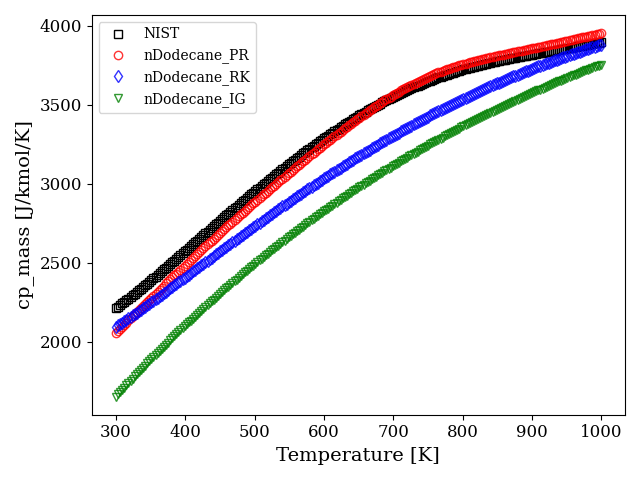 NIST
nDodecane_PR
nDodecane_RK
nDodecane_IG
4000
3500
3000
2500
2000
cp_mass [J/kmol/K]
300 400 500 600 700 800 900 1000
Temperature [K]